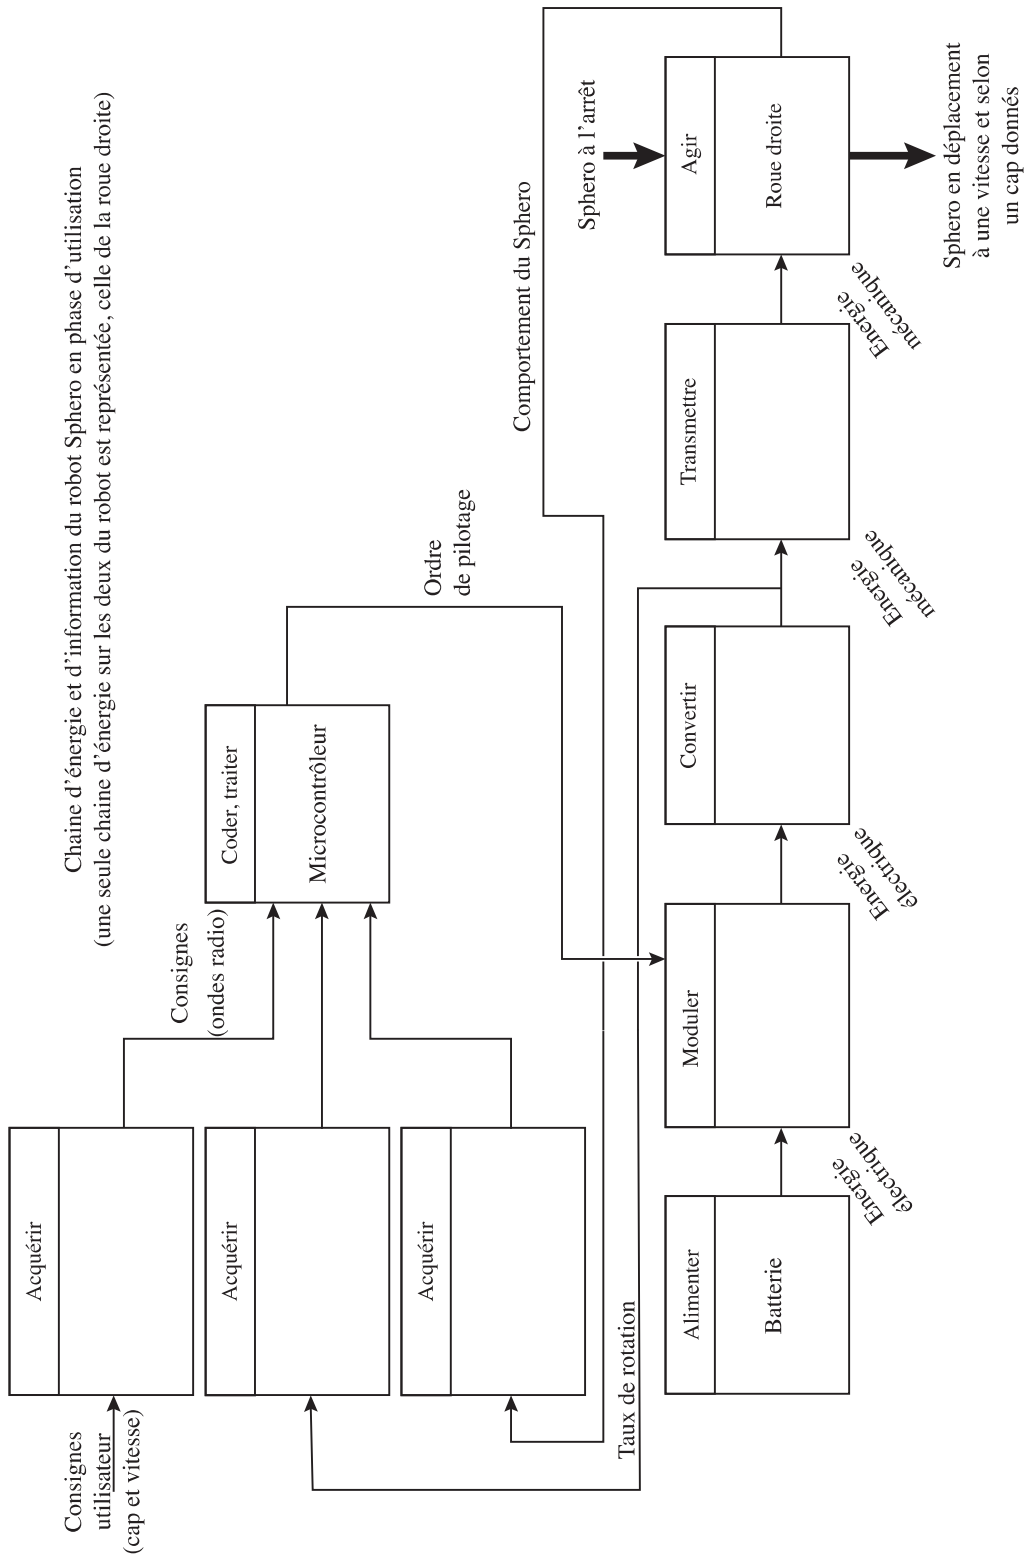 Chaine d'énergie et d'information du robot Sphero en phase d'utilisation
(une seule chaine d'énergie sur les deux du robot est représentée, celle de la roue droite)
Consignes
utilisateur
(cap et vitesse)
Acquérir
Consignes
(ondes radio)
Acquérir
Coder, traiter
Microcontrôleur
Acquérir
Ordre
de pilotage
Comportement du Sphero
Taux de rotation
Sphero à l'arrêt
Alimenter
Batterie
Energie
électrique
Moduler
Energie
électrique
Convertir
Energie
mécanique
Transmettre
Energie
mécanique
Agir
Roue droite
Sphero en déplacement
à une vitesse et selon
un cap donnés